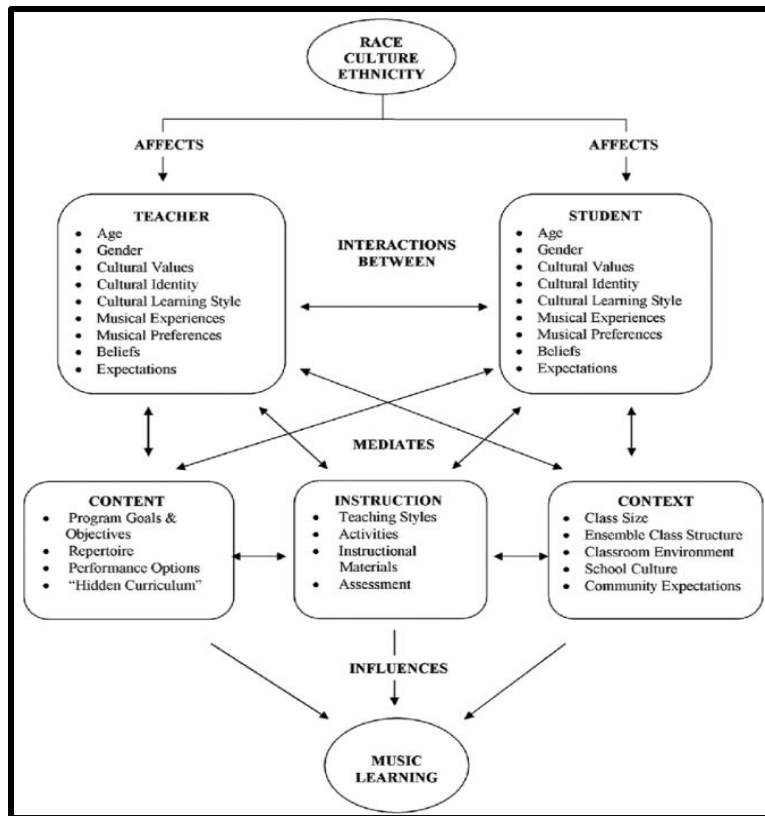 RACE
CULTURE
ETHNICITY
AFFECTS
AFFECTS
TEACHER
• Age
• Gender
• Cultural Values
• Cultural Identity
• Cultural Learning Style
• Musical Experiences
• Musical Preferences
• Beliefs
• Expectations
INTERACTIONS
BETWEEN
STUDENT
• Age
• Gender
• Cultural Values
• Cultural Identity
• Cultural Learning Style
• Musical Experiences
• Musical Preferences
• Beliefs
• Expectations
MEDIATES
CONTENT
• Program Goals &
Objectives
• Repertoire
• Performance Options
• “Hidden Curriculum”
INSTRUCTION
• Teaching Styles
• Activities
• Instructional
Materials
• Assessment
CONTEXT
• Class Size
• Ensemble Class Structure
• Classroom Environment
• School Culture
• Community Expectations
INFLUENCES
MUSIC
LEARNING